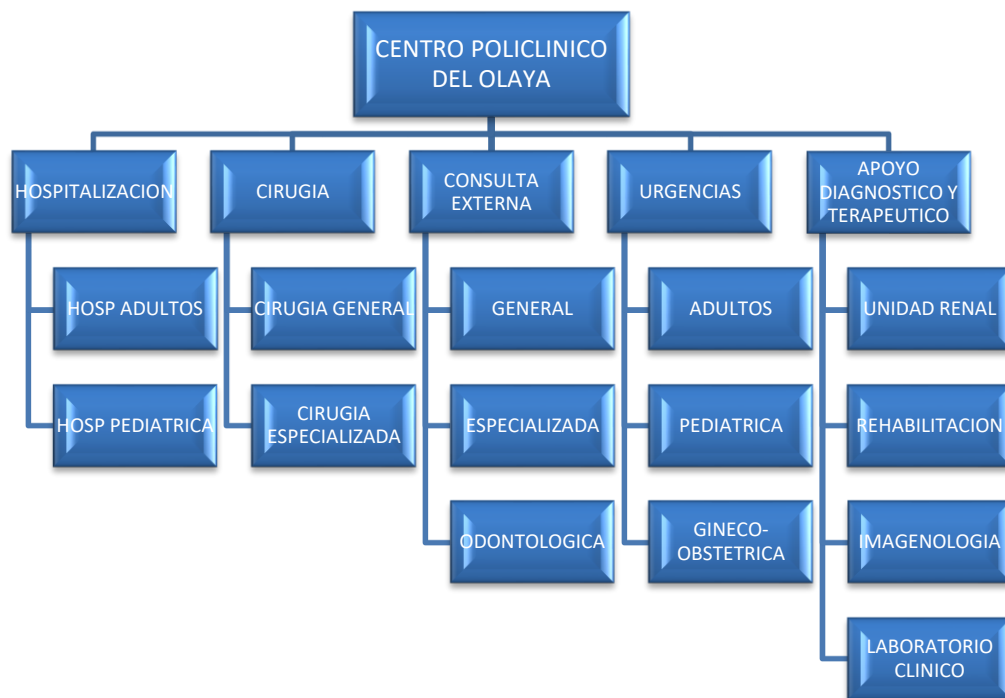 CENTRO POLICLINICO
DEL OLAYA
HOSPITALIZACION
CIRUGIA
CONSULTA
EXTERNA
URGENCIAS
APOYO
DIAGNOSTICO Y
TERAPEUTICO
HOSP ADULTOS
CIRUGIA GENERAL
GENERAL
ADULTOS
UNIDAD RENAL
HOSP PEDIATRICA
CIRUGIA
ESPECIALIZADA
ESPECIALIZADA
PEDIATRICA
REHABILITACION
ODONTOLOGICA
GINECO-
OBSTETRICA
IMAGENOLOGIA
LABORATORIO
CLINICO